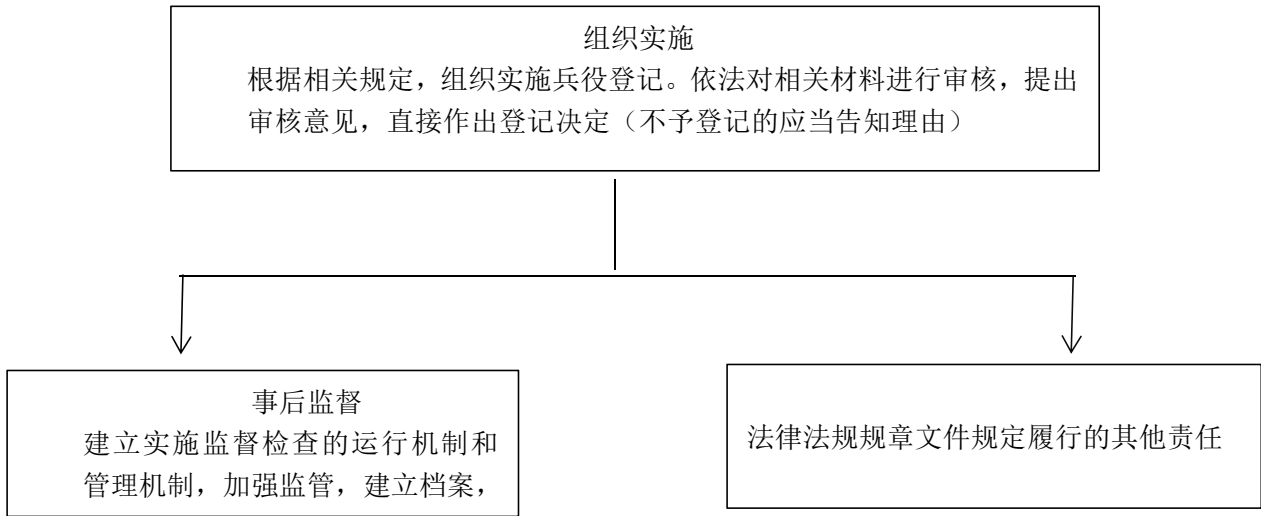 组织实施
根据相关规定，组织实施兵役登记。依法对相关材料进行审核，提出
审核意见，直接作出登记决定（不予登记的应当告知理由）
事后监督
建立实施监督检查的运行机制和
管理机制，加强监管，建立档案，
法律法规规章文件规定履行的其他责任